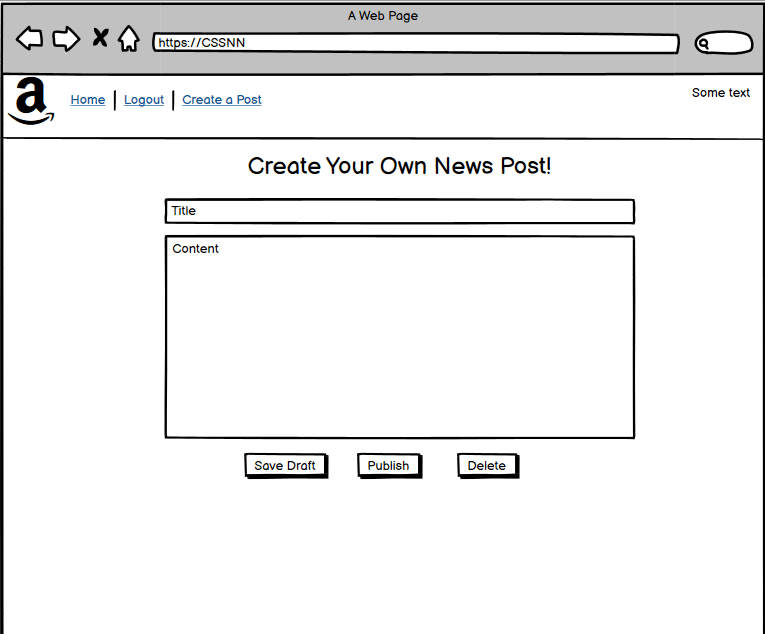 A Web Page
https://CSSNN
a
Home | Logout | Create a Post
Some text
Create Your Own News Post!
Title
Content
Save Draft Publish Delete